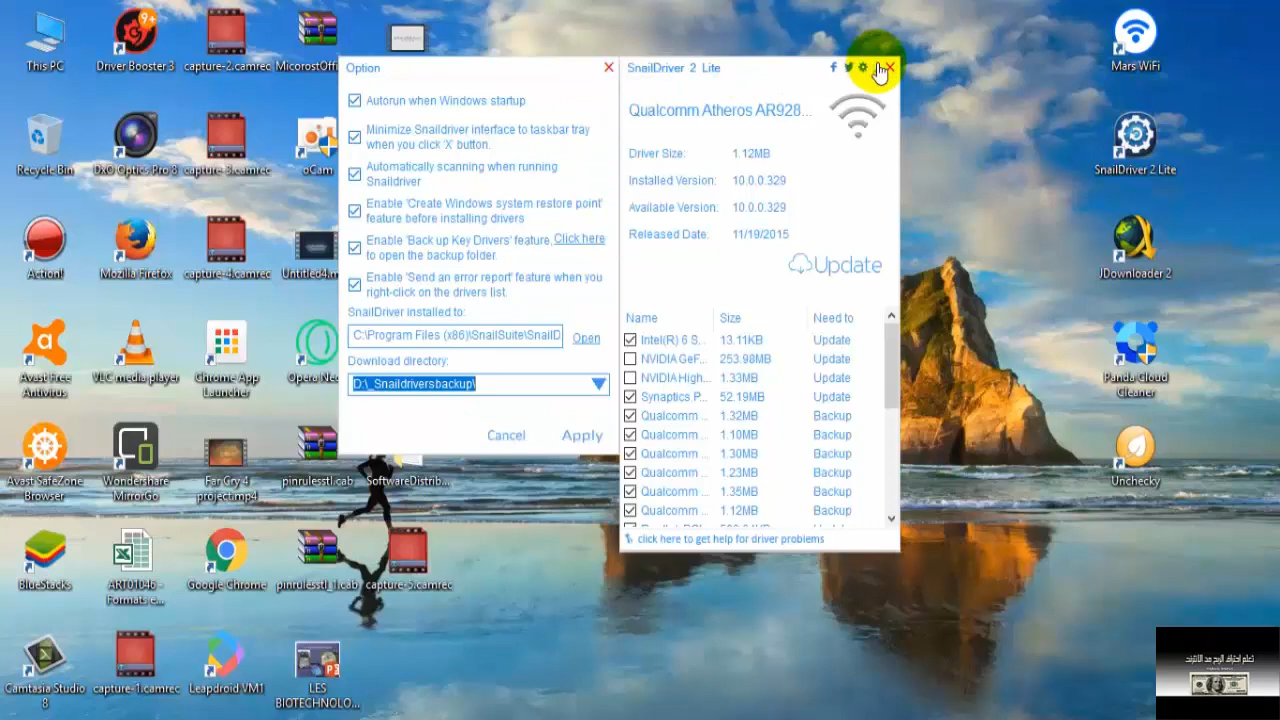 This PC
Driver Booster 3
capture-2.camrec
MicorostOffi...
Recycle Bin
DxO Optics Pro 8
capture-3.camrec
oCam
Action!
Mozilla Firefox
capture-4.camrec
Untitled4.m
Avast Free
Antivirus
VLC media player
Chrome App
Launcher
Opera Neo
Avast SafeZone
Browser
Wondershare
MirrorGo
Far Cry 4
project.mp4
pinrulesstl.cab
SoftwareDistrib...
BlueStacks
ART01046 -
Formats e...
Google Chrome
pinrulesstl_1.cab
capture-5.camrec
Camtasia Studio
8
capture-1.camrec
Leapdroid VM1
LES
BIOTECHNOLO...
Option
Autorun when Windows startup
Minimize Snaildriver interface to taskbar tray
when you click 'X' button.
Automatically scanning when running
Snaildriver
Enable 'Create Windows system restore point'
feature before installing drivers
Enable 'Back up Key Drivers' feature, Click here
to open the backup folder.
Enable 'Send an error report' feature when you
right-click on the drivers list.
SnailDriver installed to:
C:\Program Files (x86)\SnailSuite\SnailD
Open
Download directory:
D:\_Snaildriversbackup\
Cancel
Apply
SnailDriver 2 Lite
Qualcomm Atheros AR928...
Driver Size: 1.12MB
Installed Version: 10.0.0.329
Available Version: 10.0.0.329
Released Date: 11/19/2015
Update
Name Size Need to
Intel(R) 6 S... 13.11KB Update
NVIDIA GeF... 253.98MB Update
NVIDIA High... 1.33MB Update
Synaptics P... 52.19MB Update
Qualcomm ... 1.32MB Backup
Qualcomm ... 1.10MB Backup
Qualcomm ... 1.30MB Backup
Qualcomm ... 1.23MB Backup
Qualcomm ... 1.35MB Backup
Qualcomm ... 1.12MB Backup
click here to get help for driver problems
Mars WiFi
SnailDriver 2 Lite
JDownloader 2
Panda Cloud
Cleaner
Unchecky
تعلم احتراف الربح من الانترنت